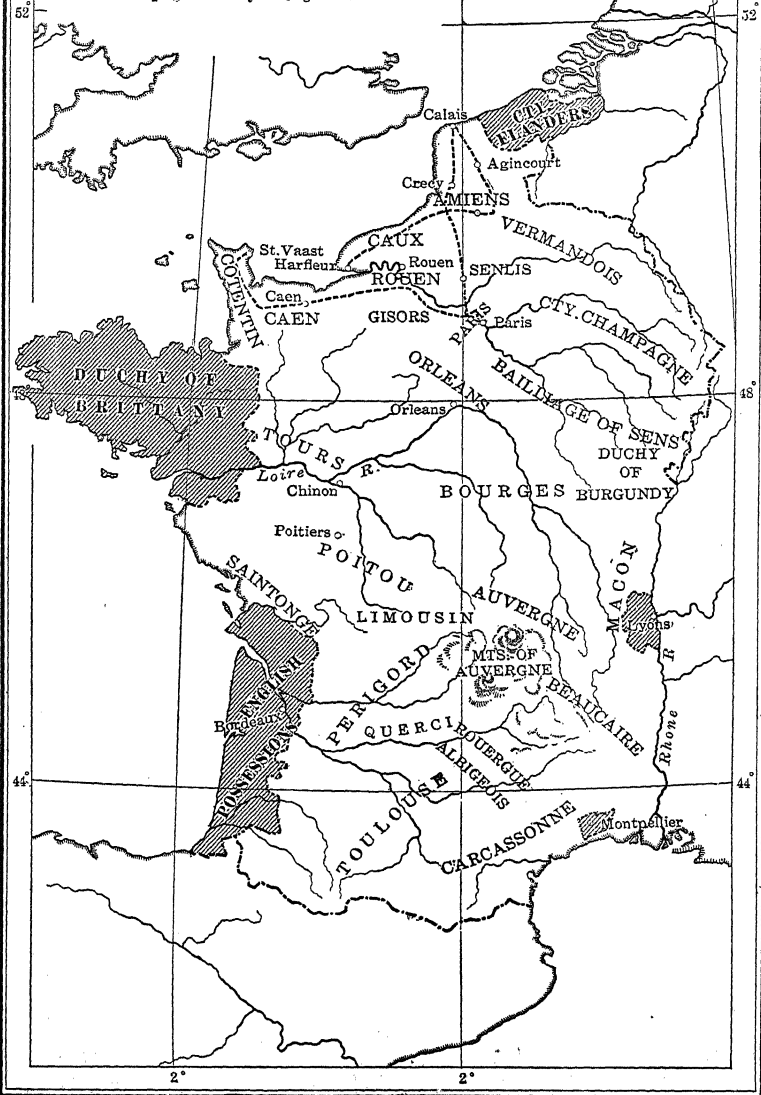 52°
52°
Calais
CTY.
FLANDERS
Agincourt
Crecy
AMIENS
VERMANDOIS
CAUX
St. Vaast
Harfleur
Rouen
ROUEN
SENLIS
COTENTIN
Caen
CAEN
GISORS
PARIS
Paris
CTY. CHAMPAGNE
DUCHY OF
BRITTANY
48°
48°
ORLEANS
Orleans
BAILLIAGE OF SENS
TOURS
Loire R.
Chinon
DUCHY
OF
BURGUNDY
BOURGES
Poitiers
POITOU
SAINTONGE
LIMOUSIN
AUVERGNE
MACON
Lyons
MTS. OF
AUVERGNE
PERIGORD
BEAUCAIRE
ENGLISH
POSSESSIONS
Bordeaux
QUERCI
ROUERGUE
ALBIGEOIS
Rhone R
44°
44°
TOULOUSE
CARCASSONNE
Montpellier
2°
2°